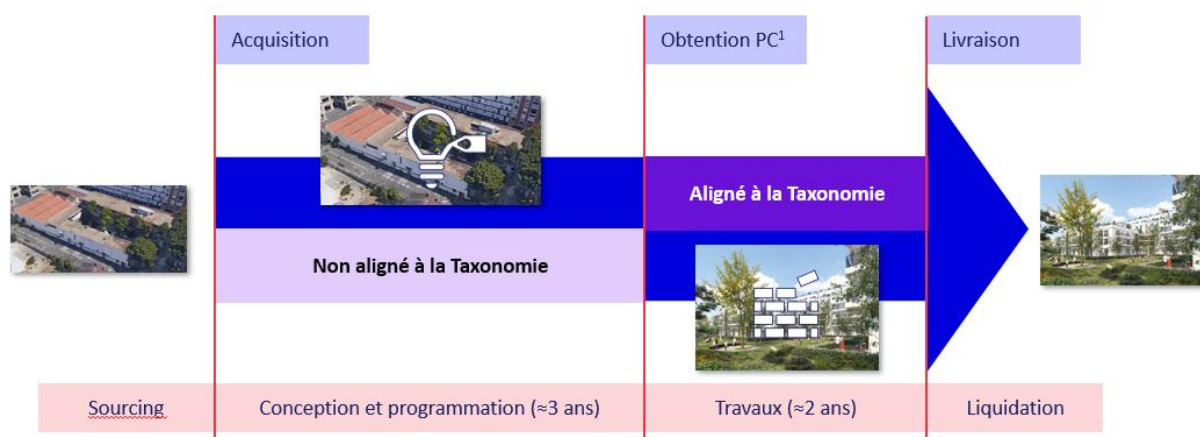 Acquisition
Obtention PC¹
Livraison
Aligné à la Taxonomie
Non aligné à la Taxonomie
Sourcing
Conception et programmation (≈3 ans)
Travaux (≈2 ans)
Liquidation